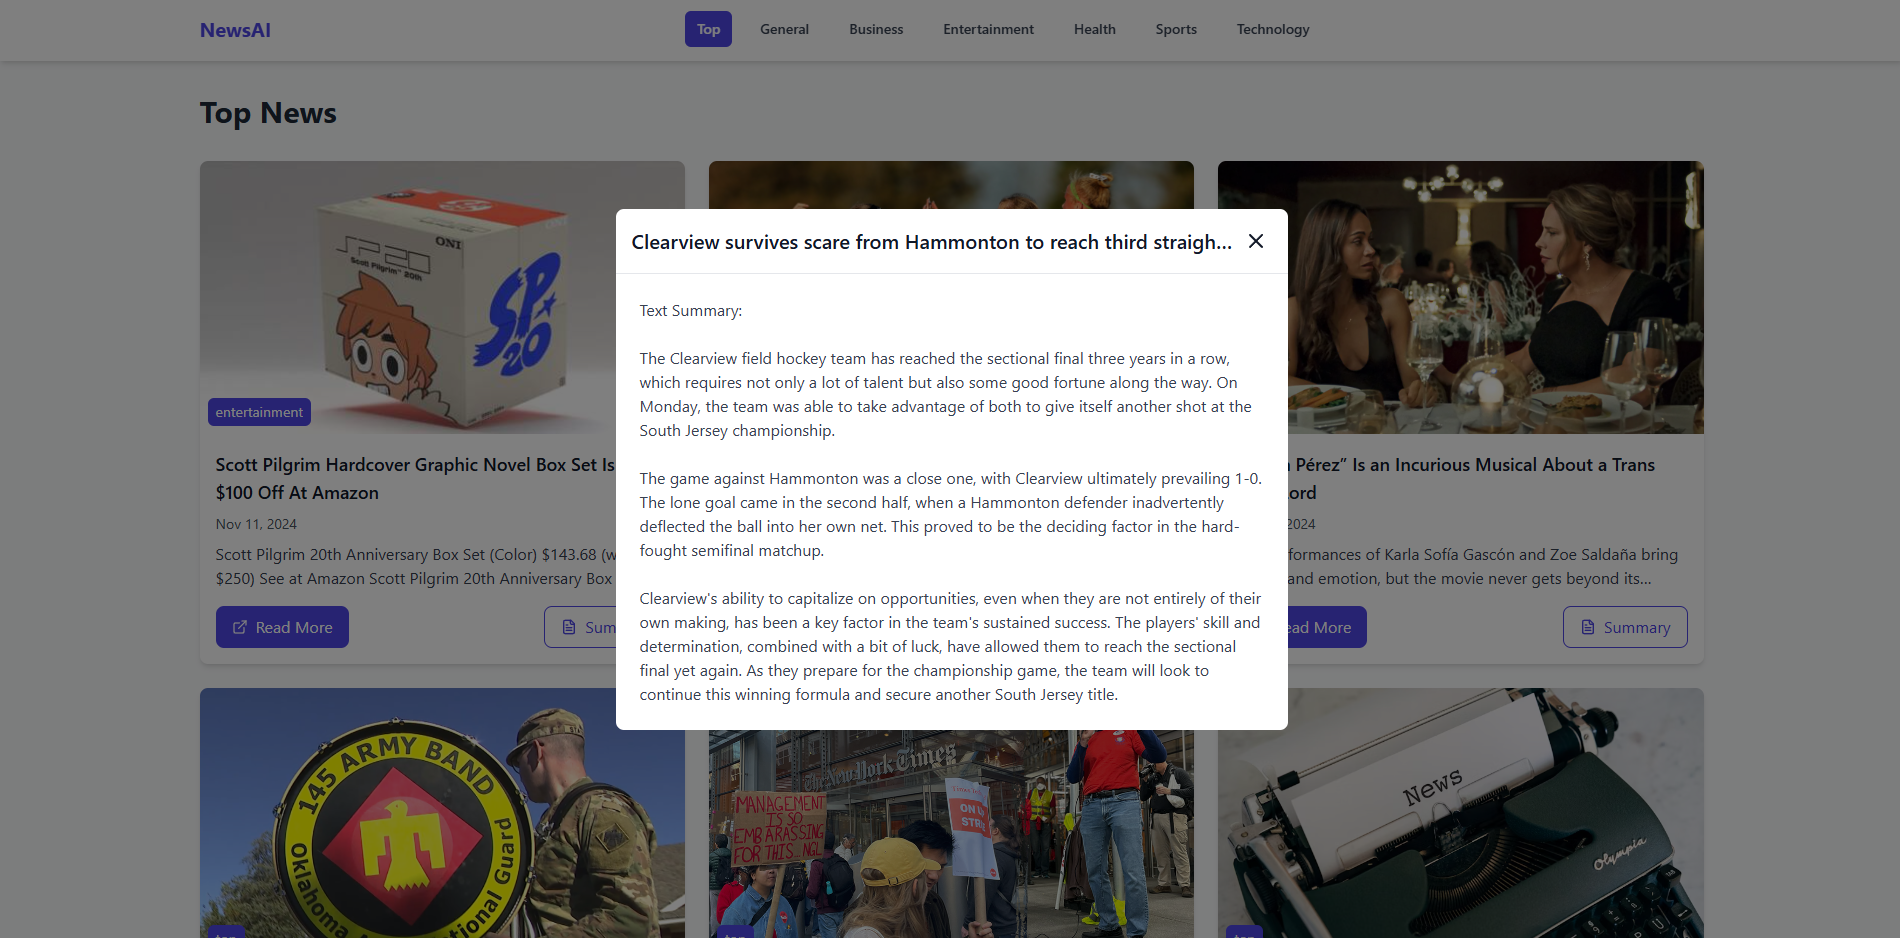 NewsAI
Top
General
Business
Entertainment
Health
Sports
Technology
Top News
ONI
SP20
Scott Pilgrim™ 20th
SP
20
entertainment
Scott Pilgrim Hardcover Graphic Novel Box Set Is
$100 Off At Amazon
Nov 11, 2024
Scott Pilgrim 20th Anniversary Box Set (Color) $143.68 (w
$250) See at Amazon Scott Pilgrim 20th Anniversary Box
Read More
Sum
Clearview survives scare from Hammonton to reach third straigh...
Text Summary:
The Clearview field hockey team has reached the sectional final three years in a row,
which requires not only a lot of talent but also some good fortune along the way. On
Monday, the team was able to take advantage of both to give itself another shot at the
South Jersey championship.
The game against Hammonton was a close one, with Clearview ultimately prevailing 1-0.
The lone goal came in the second half, when a Hammonton defender inadvertently
deflected the ball into her own net. This proved to be the deciding factor in the hard-
fought semifinal matchup.
Clearview's ability to capitalize on opportunities, even when they are not entirely of their
own making, has been a key factor in the team's sustained success. The players' skill and
determination, combined with a bit of luck, have allowed them to reach the sectional
final yet again. As they prepare for the championship game, the team will look to
continue this winning formula and secure another South Jersey title.
Pérez” Is an Incurious Musical About a Trans
ord
2024
formances of Karla Sofía Gascón and Zoe Saldaña bring
and emotion, but the movie never gets beyond its...
ead More
Summary
145 ARMY BAND
Oklahoma
tional Guard
The New York Times
MANAGEMENT
IS SO
EMBARASSING
FOR THIS NGL
ON
STRI
News
Olympia
top
top
top